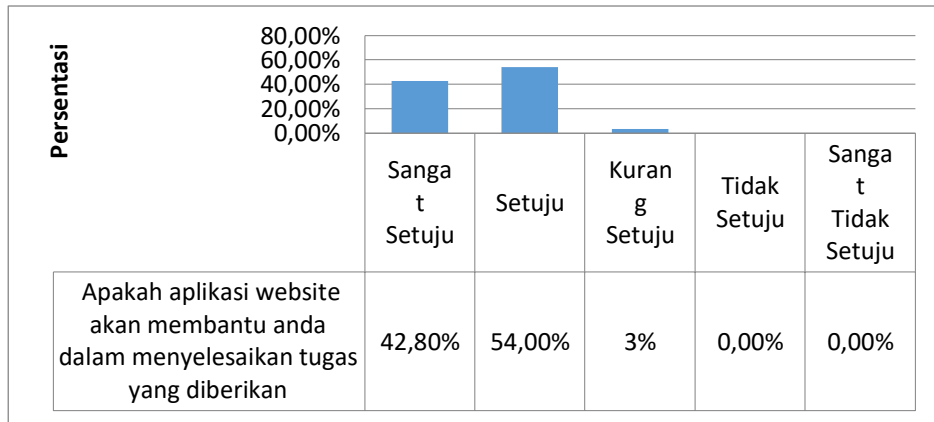 Persentasi
80,00%
60,00%
40,00%
20,00%
0,00%
Sanga
t
Setuju
Setuju
Kuran
g
Setuju
Tidak
Setuju
Sanga
t
Tidak
Setuju
Apakah aplikasi website
akan membantu anda
dalam menyelesaikan tugas
yang diberikan
42,80%
54,00%
3%
0,00%
0,00%